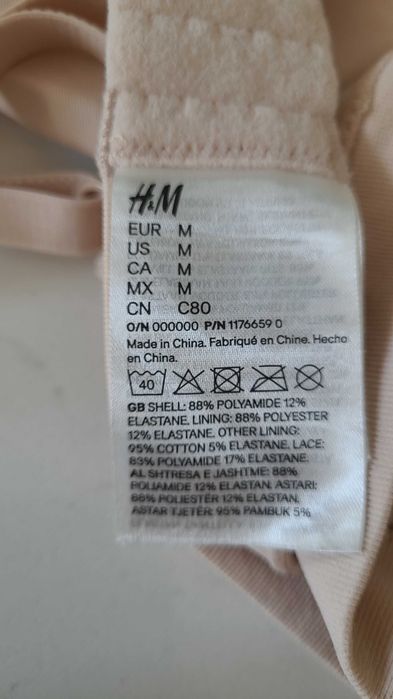 H&M
EUR M
US M
CA M
MX M
CN C80
O/N 000000 P/N 1176659 0
Made in China. Fabriqué en Chine. Hecho
en China.
40
GB SHELL: 88% POLYAMIDE 12%
ELASTANE. LINING: 88% POLYESTER
12% ELASTANE. OTHER LINING:
95% COTTON 5% ELASTANE. LACE:
83% POLYAMIDE 17% ELASTANE.
AL SHTRESA E JASHTME: 88%
POLIAMIDE 12% ELASTAN. ASTARI:
88% POLIESTËR 12% ELASTAN,
ASTAR TJETËR: 95% PAMBUK 5%